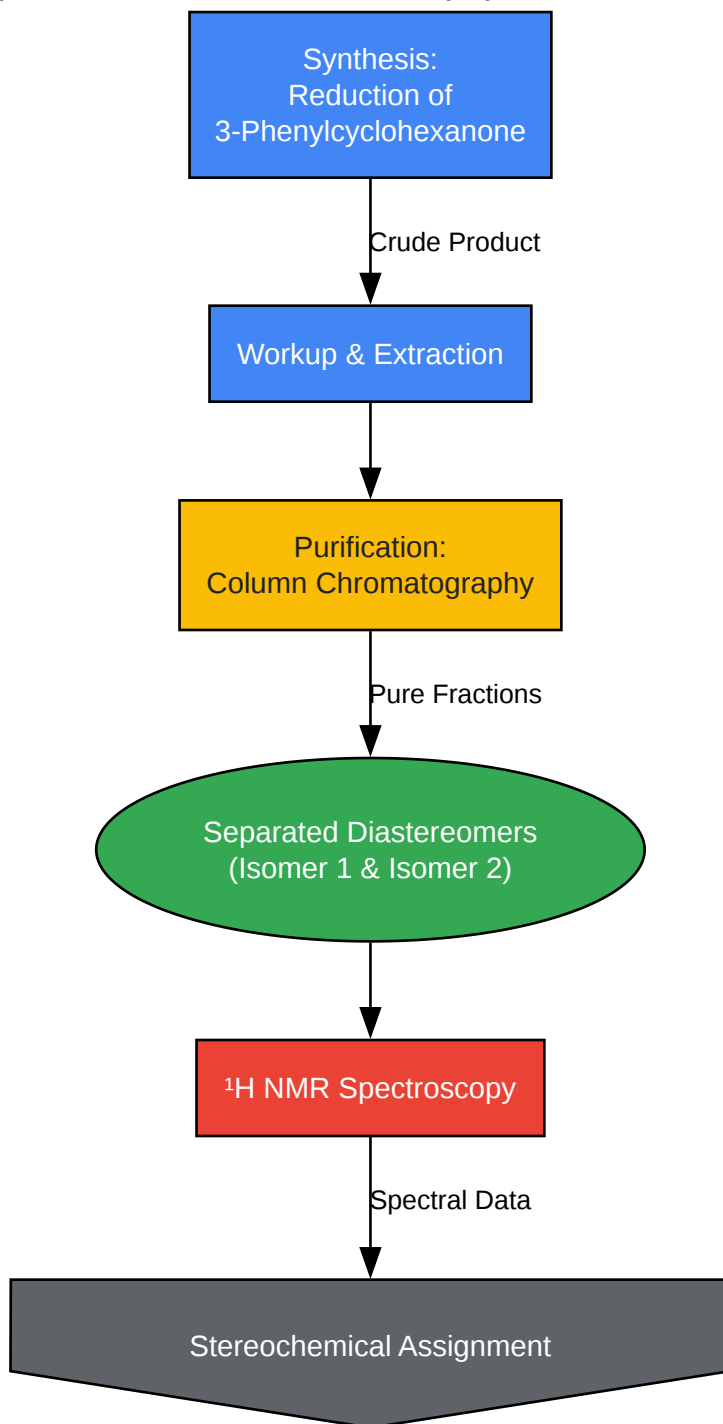 Synthesis:
Reduction of
3-Phenylcyclohexanone
Crude Product
Workup & Extraction
Purification:
Column Chromatography
Pure Fractions
Separated Diastereomers
(Isomer 1 & Isomer 2)
¹H NMR Spectroscopy
Spectral Data
Stereochemical Assignment